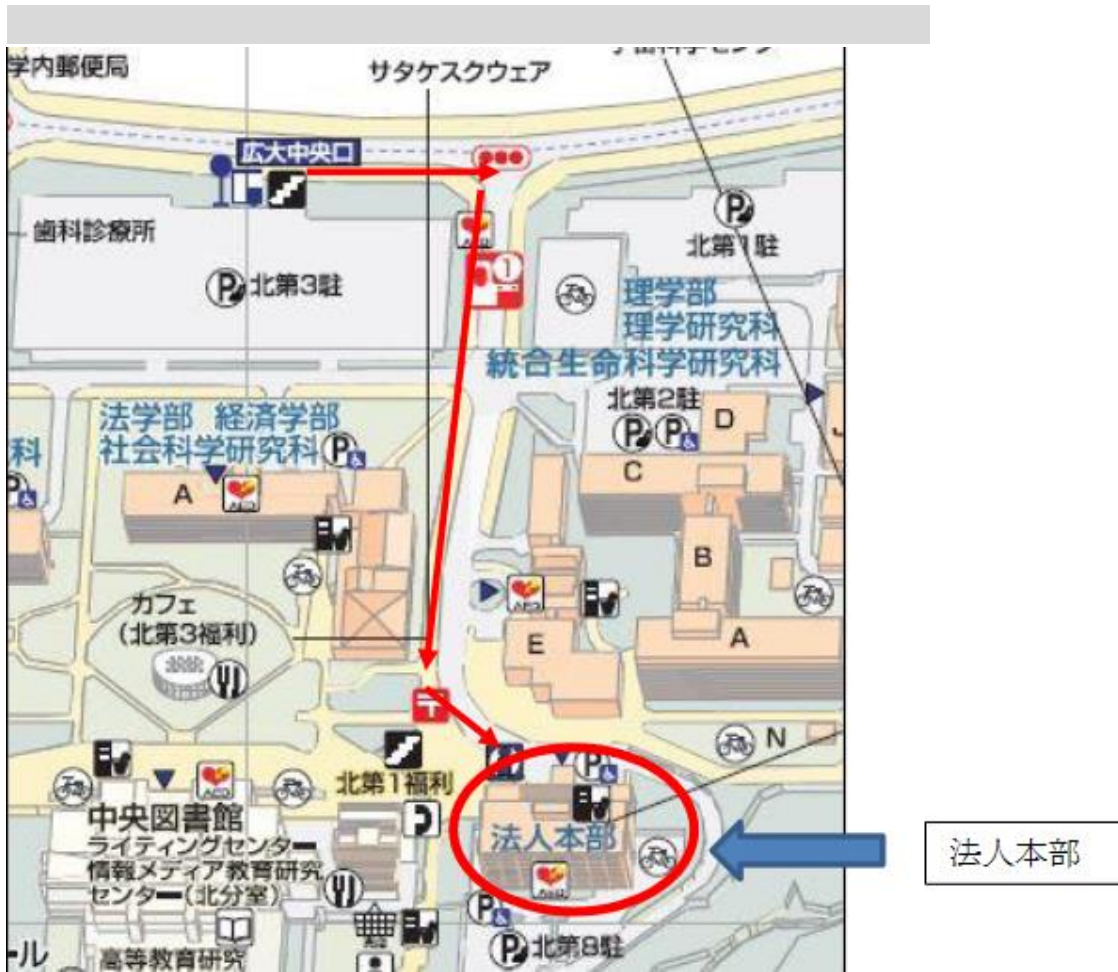 学内郵便局
サタケスクウェア
広大中央口
歯科診療所
北第3駐
北第1駐
1
理学部
理学研究科
統合生命科学研究科
北第2駐
法学部 経済学部
社会科学研究科
科
A
D
C
B
A
E
カフェ
(北第3福利)
N
北第1福利
中央図書館
ライティングセンター
情報メディア教育研究
センター(北分室)
法人本部
法人本部
北第8駐
高等教育研究
ール